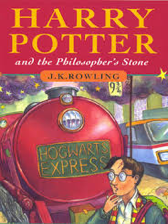 HARRY
POTTER
and the Philosopher's Stone
J.K.ROWLING
9¾
HOGWARTS
EXPRESS